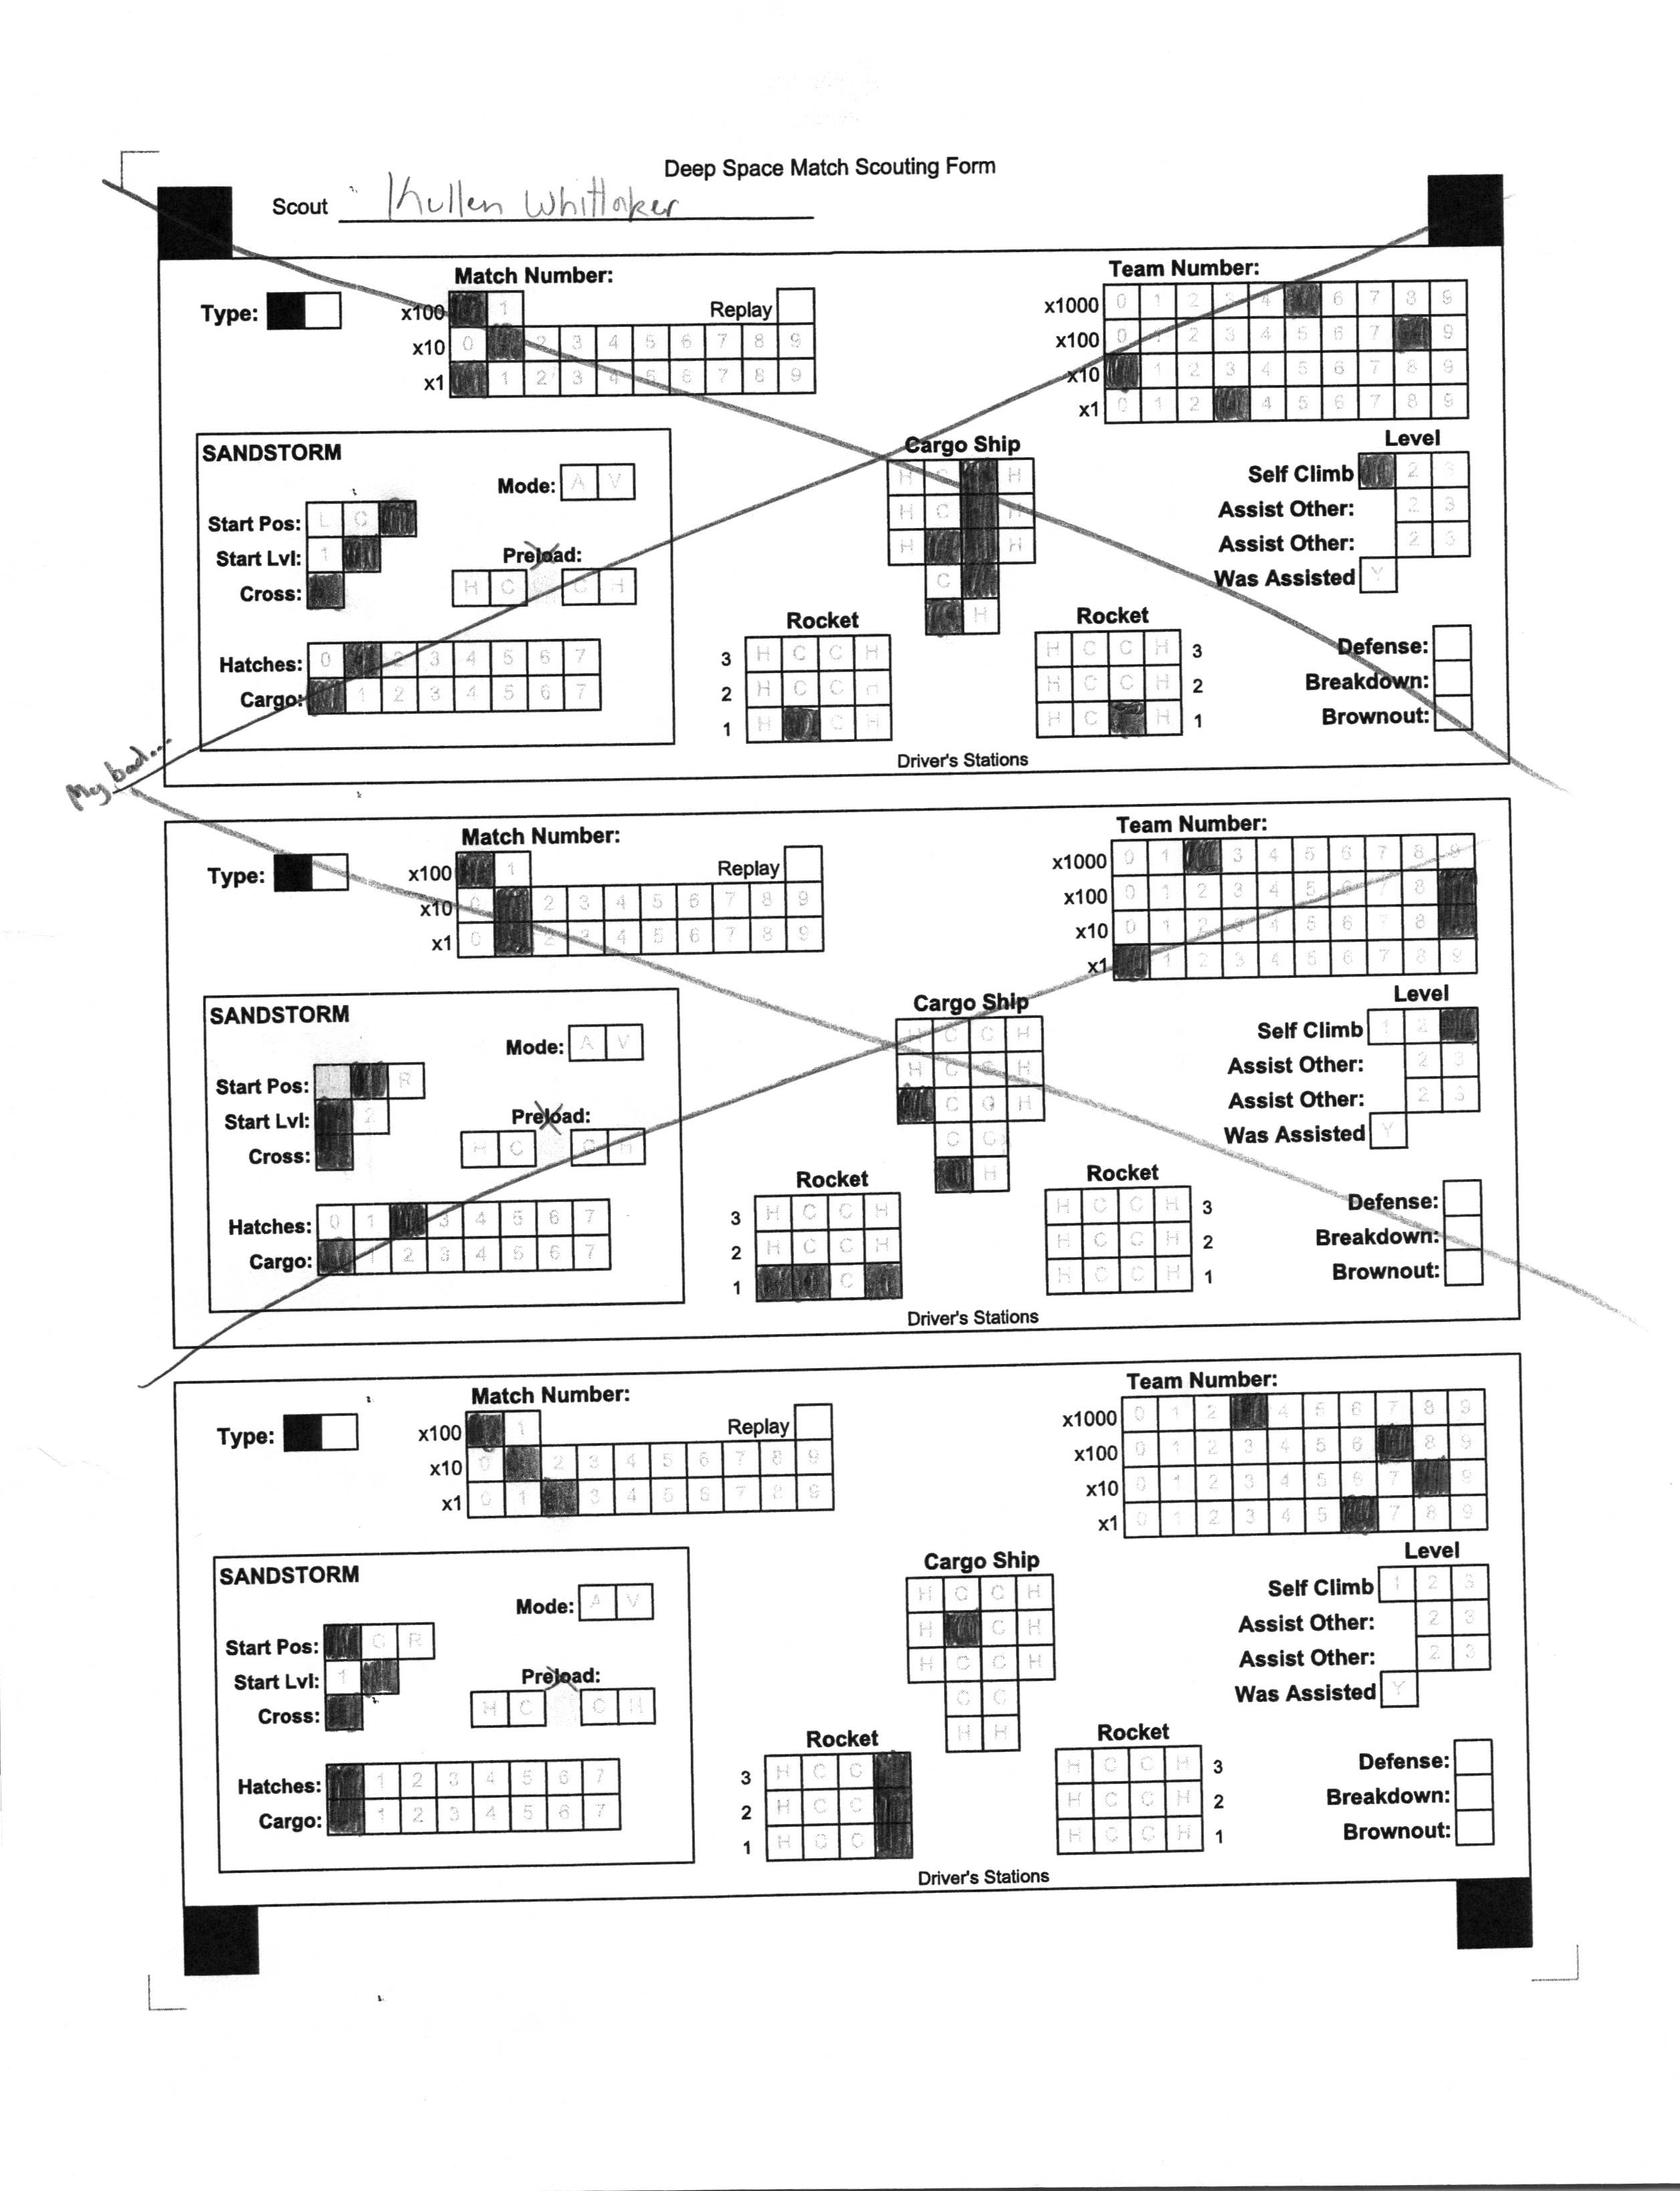 Deep Space Match Scouting Form
Scout Kullen Whittaker
Match Number:
Team Number:
Type:
x100 1
Replay
x10 0 2 3 4 5 6 7 8 9
x1 1 2 3 4 5 6 7 8 9
x1000 0 1 2 3 4 6 7 8 9
x100 0 1 2 3 4 5 6 7 9
x10 1 2 3 4 5 6 7 8 9
x1 0 1 2 4 5 6 7 8 9
SANDSTORM
Mode: A V
Start Pos: L C
Start Lvl: 1
Cross:
Preload:
H C C H
Hatches: 0 2 3 4 5 6 7
Cargo: 1 2 3 4 5 6 7
Cargo Ship
H C H
H C H
H H
C
H
Rocket
3 H C C H
2 H C C H
1 H C H
Rocket
H C C H 3
H C C H 2
H C H 1
Level
Self Climb 2 3
Assist Other: 2 3
Assist Other: 2 3
Was Assisted Y
Defense:
Breakdown:
Brownout:
Driver's Stations
My bad...
Match Number:
Team Number:
Type:
x100 1
Replay
x10 0 2 3 4 5 6 7 8 9
x1 0 2 3 4 5 6 7 8 9
x1000 0 1 3 4 5 6 7 8 9
x100 0 1 2 3 4 5 6 7 8
x10 0 1 2 3 4 5 6 7 8
x1 1 2 3 4 5 6 7 8 9
SANDSTORM
Mode: A V
Start Pos: R
Start Lvl: 2
Cross:
Preload:
H C C H
Hatches: 0 1 3 4 5 6 7
Cargo: 1 2 3 4 5 6 7
Cargo Ship
H C C H
H C C H
C C H
C C
H
Rocket
3 H C C H
2 H C C H
1 C
Rocket
H C C H 3
H C C H 2
H C C H 1
Level
Self Climb 1 2
Assist Other: 2 3
Assist Other: 2 3
Was Assisted Y
Defense:
Breakdown:
Brownout:
Driver's Stations
Match Number:
Team Number:
Type:
x100 1
Replay
x10 0 2 3 4 5 6 7 8 9
x1 0 1 3 4 5 6 7 8 9
x1000 0 1 2 4 5 6 7 8 9
x100 0 1 2 3 4 5 6 8 9
x10 0 1 2 3 4 5 6 7 9
x1 0 1 2 3 4 5 7 8 9
SANDSTORM
Mode: A V
Start Pos: C R
Start Lvl: 1
Cross:
Preload:
H C C H
Hatches: 1 2 3 4 5 6 7
Cargo: 1 2 3 4 5 6 7
Cargo Ship
H C C H
H C H
H C C H
C C
H H
Rocket
3 H C C
2 H C C
1 H C C
Rocket
H C C H 3
H C C H 2
H C C H 1
Level
Self Climb 1 2 3
Assist Other: 2 3
Assist Other: 2 3
Was Assisted Y
Defense:
Breakdown:
Brownout:
Driver's Stations